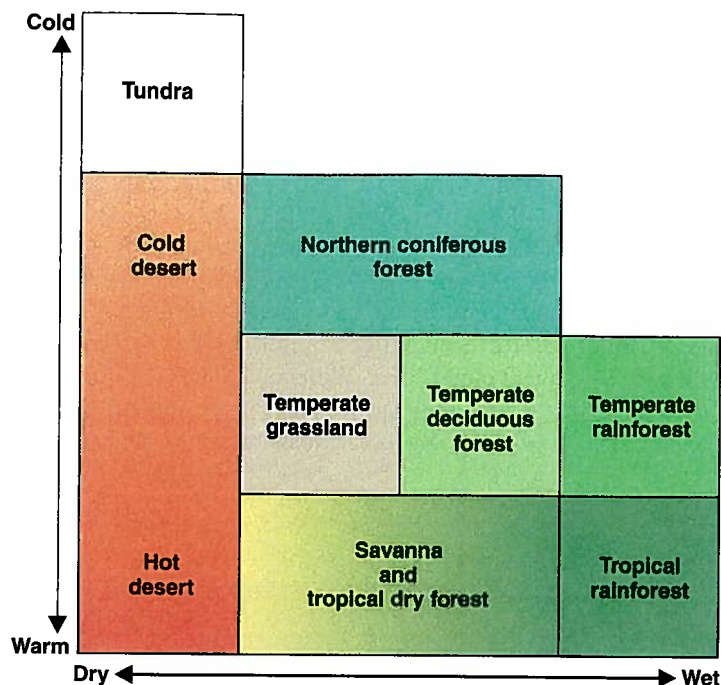 Cold
Tundra
Cold
desert
Northern coniferous
forest
Temperate
grassland
Temperate
deciduous
forest
Temperate
rainforest
Hot
desert
Savanna
and
tropical dry forest
Tropical
rainforest
Warm
Dry
Wet